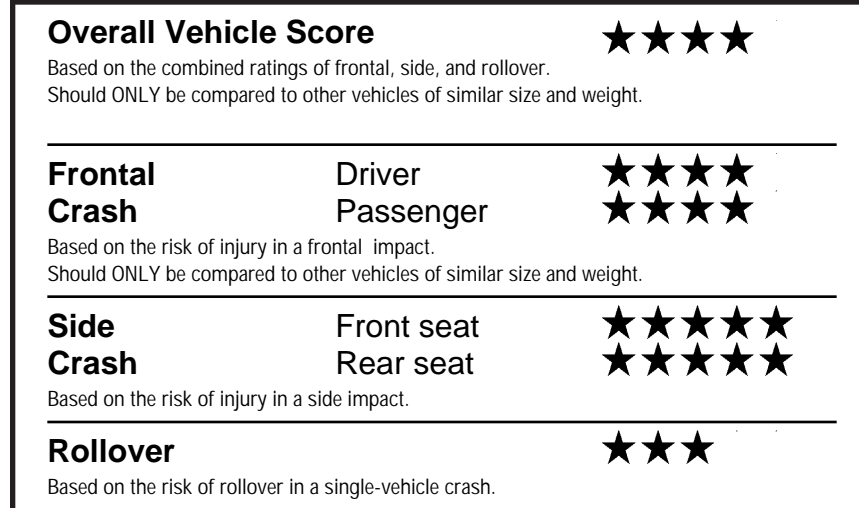 Overall Vehicle Score ★★★★
Based on the combined ratings of frontal, side, and rollover.
Should ONLY be compared to other vehicles of similar size and weight.
Frontal Driver ★★★★
Crash Passenger ★★★★
Based on the risk of injury in a frontal impact.
Should ONLY be compared to other vehicles of similar size and weight.
Side Front seat ★★★★★
Crash Rear seat ★★★★★
Based on the risk of injury in a side impact.
Rollover ★★★
Based on the risk of rollover in a single-vehicle crash.